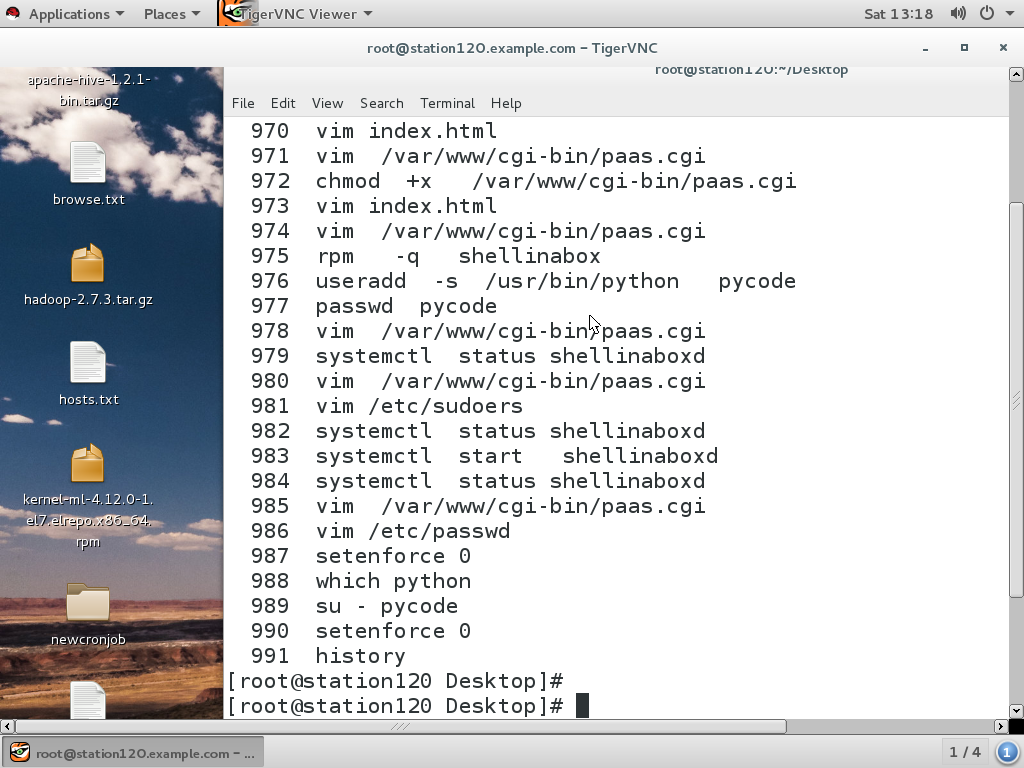 Applications Places TigerVNC Viewer Sat 13:18
root@station120.example.com – TigerVNC
root@station120:~/Desktop
File Edit View Search Terminal Help
apache-hive-1.2.1-
bin.tar.gz
browse.txt
hadoop-2.7.3.tar.gz
hosts.txt
kernel-ml-4.12.0-1.
el7.elrepo.x86_64.
rpm
newcronjob
970  vim index.html
971  vim  /var/www/cgi-bin/paas.cgi
972  chmod  +x   /var/www/cgi-bin/paas.cgi
973  vim index.html
974  vim  /var/www/cgi-bin/paas.cgi
975  rpm   -q   shellinabox
976  useradd  -s  /usr/bin/python   pycode
977  passwd  pycode
978  vim  /var/www/cgi-bin/paas.cgi
979  systemctl  status shellinaboxd
980  vim  /var/www/cgi-bin/paas.cgi
981  vim /etc/sudoers
982  systemctl  status shellinaboxd
983  systemctl  start   shellinaboxd
984  systemctl  status shellinaboxd
985  vim  /var/www/cgi-bin/paas.cgi
986  vim /etc/passwd
987  setenforce 0
988  which python
989  su - pycode
990  setenforce 0
991  history
[root@station120 Desktop]#
[root@station120 Desktop]#
root@station120.example.com – ... 1 / 4 1